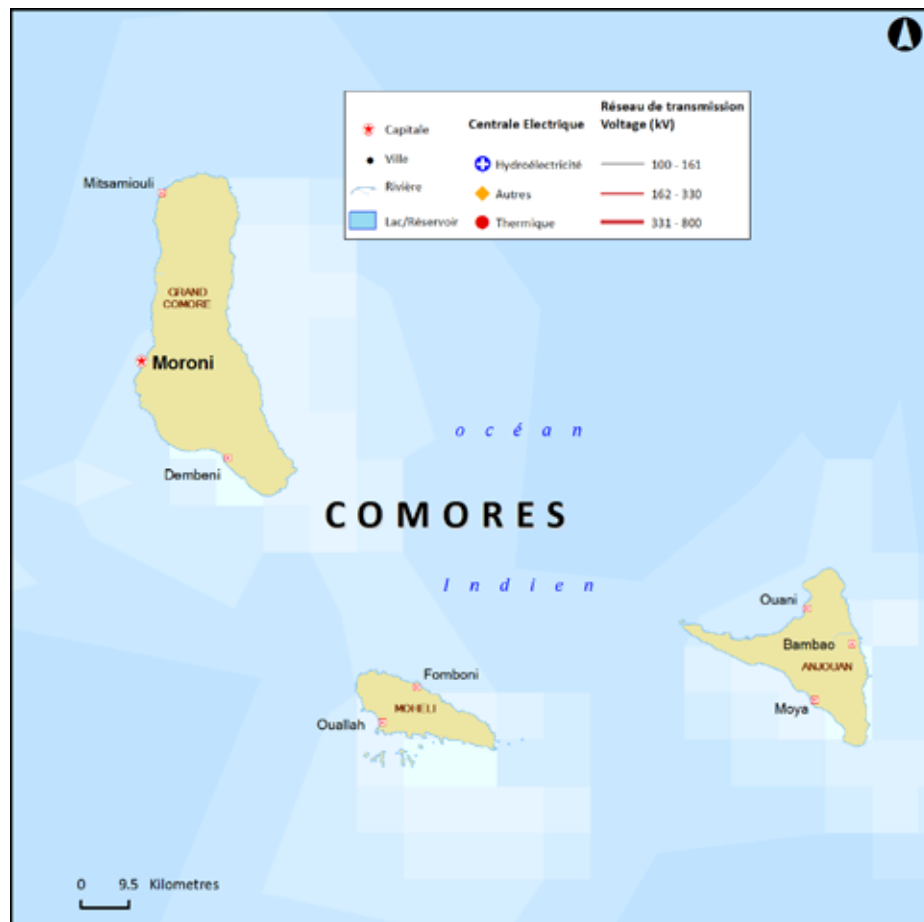 Réseau de transmission
Centrale Electrique
Voltage (kV)
Capitale
Ville
Hydroélectricité
100 - 161
Rivière
Autres
162 - 330
Lac/Réservoir
Thermique
331 - 800
Mitsamiouli
GRAND
COMORE
Moroni
océan
Dembeni
COMORES
Indien
Ouani
Bambao
ANJOUAN
Fomboni
MOHELI
Moya
Ouallah
0 9.5 Kilometres